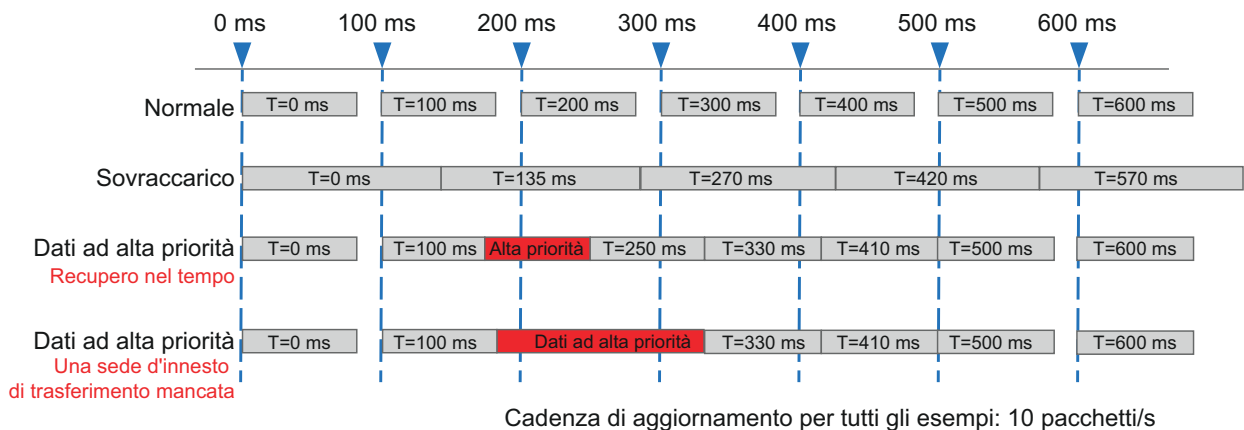 0 ms 100 ms 200 ms 300 ms 400 ms 500 ms 600 ms
Normale T=0 ms T=100 ms T=200 ms T=300 ms T=400 ms T=500 ms T=600 ms
Sovraccarico T=0 ms T=135 ms T=270 ms T=420 ms T=570 ms
Dati ad alta priorità T=0 ms T=100 ms Alta priorità T=250 ms T=330 ms T=410 ms T=500 ms T=600 ms
Recupero nel tempo
Dati ad alta priorità T=0 ms T=100 ms Dati ad alta priorità T=330 ms T=410 ms T=500 ms T=600 ms
Una sede d'innesto
di trasferimento mancata
Cadenza di aggiornamento per tutti gli esempi: 10 pacchetti/s